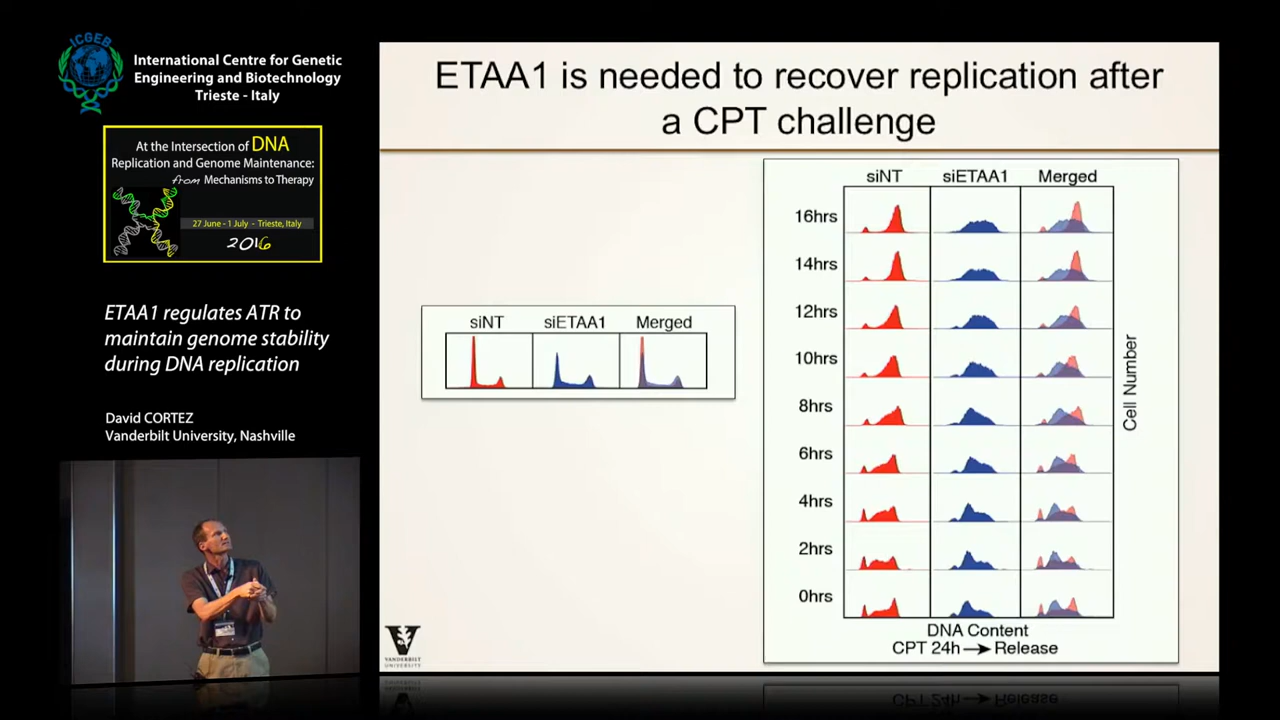 ICGEB
International Centre for Genetic
Engineering and Biotechnology
Trieste - Italy
At the Intersection of DNA
Replication and Genome Maintenance:
from Mechanisms to Therapy
27 June - 1 July - Trieste, Italy
2016
ETAA1 regulates ATR to
maintain genome stability
during DNA replication
David CORTEZ
Vanderbilt University, Nashville
ETAA1 is needed to recover replication after
a CPT challenge
siNT siETAA1 Merged
siNT siETAA1 Merged
16hrs
14hrs
12hrs
10hrs
8hrs
6hrs
4hrs
2hrs
0hrs
Cell Number
DNA Content
CPT 24h → Release
VANDERBILT
UNIVERSITY